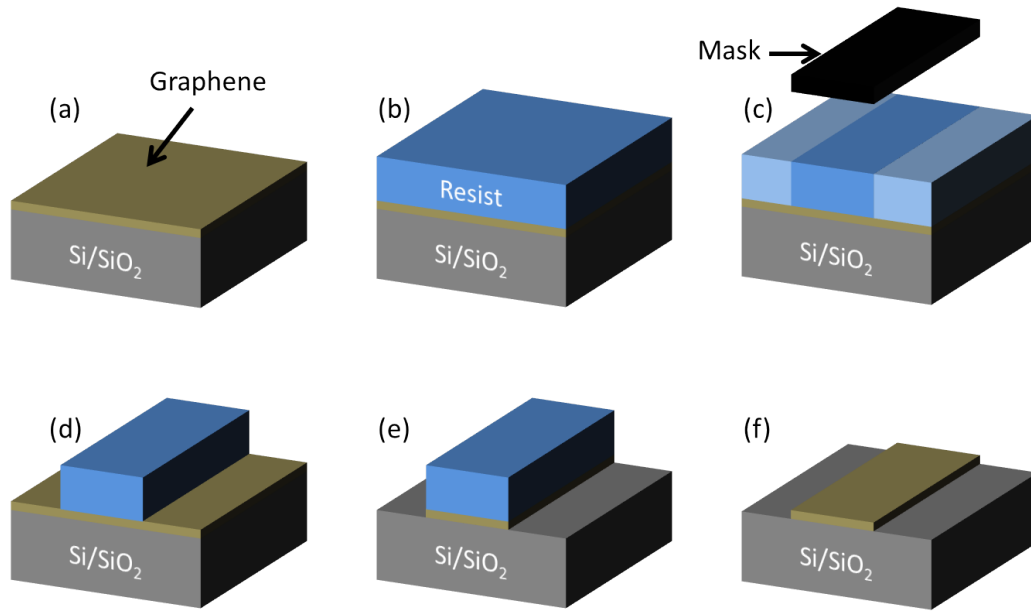 (a)
Graphene
Si/SiO₂
(b)
Resist
Si/SiO₂
(c)
Mask
Si/SiO₂
(d)
Si/SiO₂
(e)
Si/SiO₂
(f)
Si/SiO₂